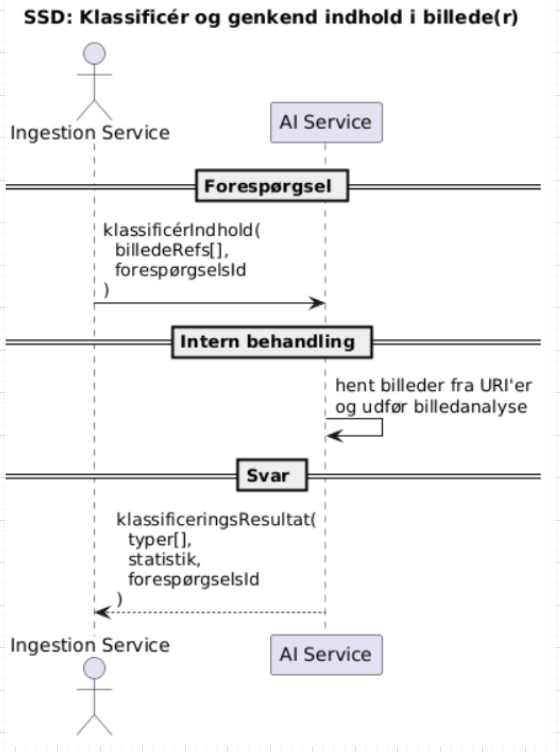 SSD: Klassificér og genkend indhold i billede(r)
Ingestion Service
AI Service
Forespørgsel
klassificérIndhold(
billedeRefs[],
forespørgselsId
)
Intern behandling
hent billeder fra URI'er
og udfør billedanalyse
Svar
klassificeringsResultat(
typer[],
statistik,
forespørgselsId
)
Ingestion Service
AI Service